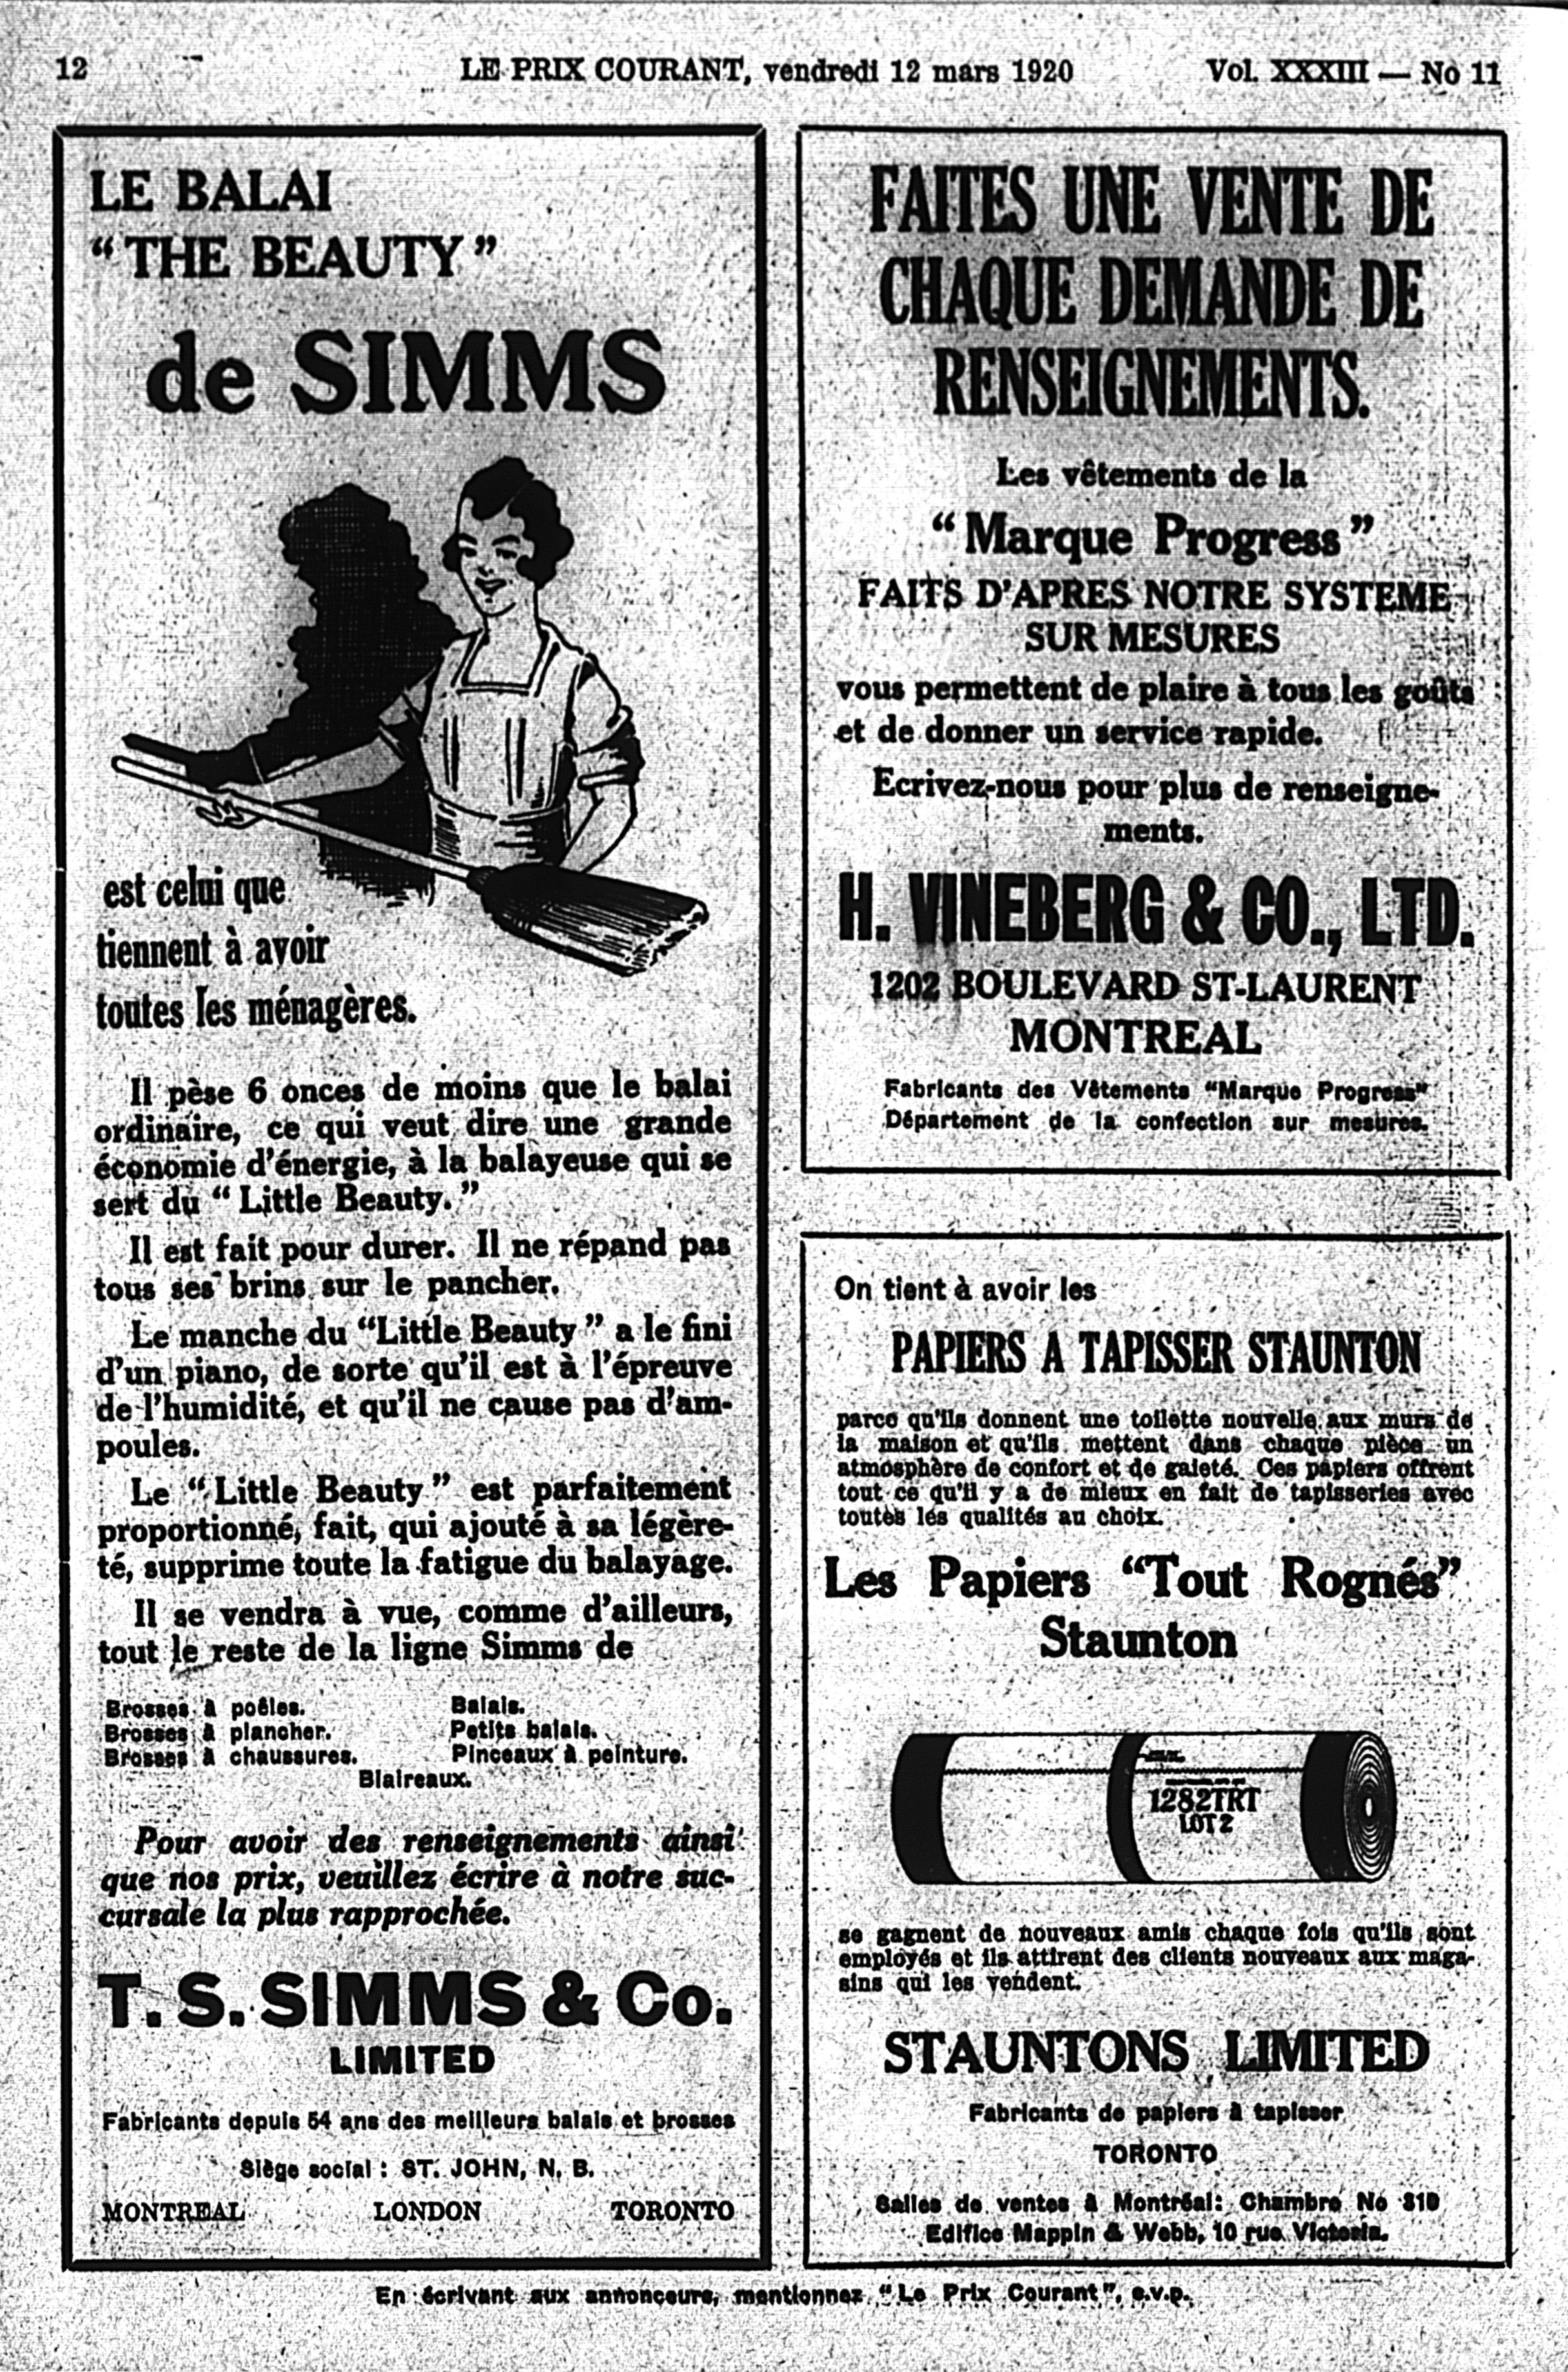 12
LE PRIX COURANT, vendredi 12 mars 1920
Vol. XXXIII — No 11
LE BALAI
“THE BEAUTY”
de SIMMS
est celui que
tiennent à avoir
toutes les ménagères.
Il pèse 6 onces de moins que le balai
ordinaire, ce qui veut dire une grande
économie d'énergie, à la balayeuse qui se
sert du “Little Beauty.”
Il est fait pour durer. Il ne répand pas
tous ses brins sur le pancher.
Le manche du “Little Beauty” a le fini
d'un piano, de sorte qu'il est à l'épreuve
de l'humidité, et qu'il ne cause pas d'am-
poules.
Le “Little Beauty” est parfaitement
proportionné, fait, qui ajouté à sa légère-
té, supprime toute la fatigue du balayage.
Il se vendra à vue, comme d'ailleurs,
tout le reste de la ligne Simms de
Brosses à poêles. Balais.
Brosses à plancher. Petits balais.
Brosses à chaussures. Pinceaux à peinture.
Blaireaux.
Pour avoir des renseignements ainsi
que nos prix, veuillez écrire à notre suc-
cursale la plus rapprochée.
T. S. SIMMS & Co.
LIMITED
Fabricants depuis 54 ans des meilleurs balais et brosses
Siège social : ST. JOHN, N. B.
MONTREAL LONDON TORONTO
FAITES UNE VENTE DE
CHAQUE DEMANDE DE
RENSEIGNEMENTS.
Les vêtements de la
“Marque Progress”
FAITS D'APRES NOTRE SYSTEME
SUR MESURES
vous permettent de plaire à tous les goûts
et de donner un service rapide.
Ecrivez-nous pour plus de renseigne-
ments.
H. VINEBERG & CO., LTD.
1202 BOULEVARD ST-LAURENT
MONTREAL
Fabricants des Vêtements “Marque Progress”
Département de la confection sur mesures.
On tient à avoir les
PAPIERS A TAPISSER STAUNTON
parce qu'ils donnent une toilette nouvelle aux murs de
la maison et qu'ils mettent dans chaque pièce un
atmosphère de confort et de gaieté. Ces papiers offrent
tout ce qu'il y a de mieux en fait de tapisseries avec
toutes les qualités au choix.
Les Papiers “Tout Rognés”
Staunton
1282TRT
LOT 2
se gagnent de nouveaux amis chaque fois qu'ils sont
employés et ils attirent des clients nouveaux aux maga-
sins qui les vendent.
STAUNTONS LIMITED
Fabricants de papiers à tapisser
TORONTO
Salles de ventes à Montréal: Chambre No 310
Edifice Mappin & Webb, 10 rue Victoria.
En écrivant aux annonceurs, mentionnez “Le Prix Courant”, s.v.p.